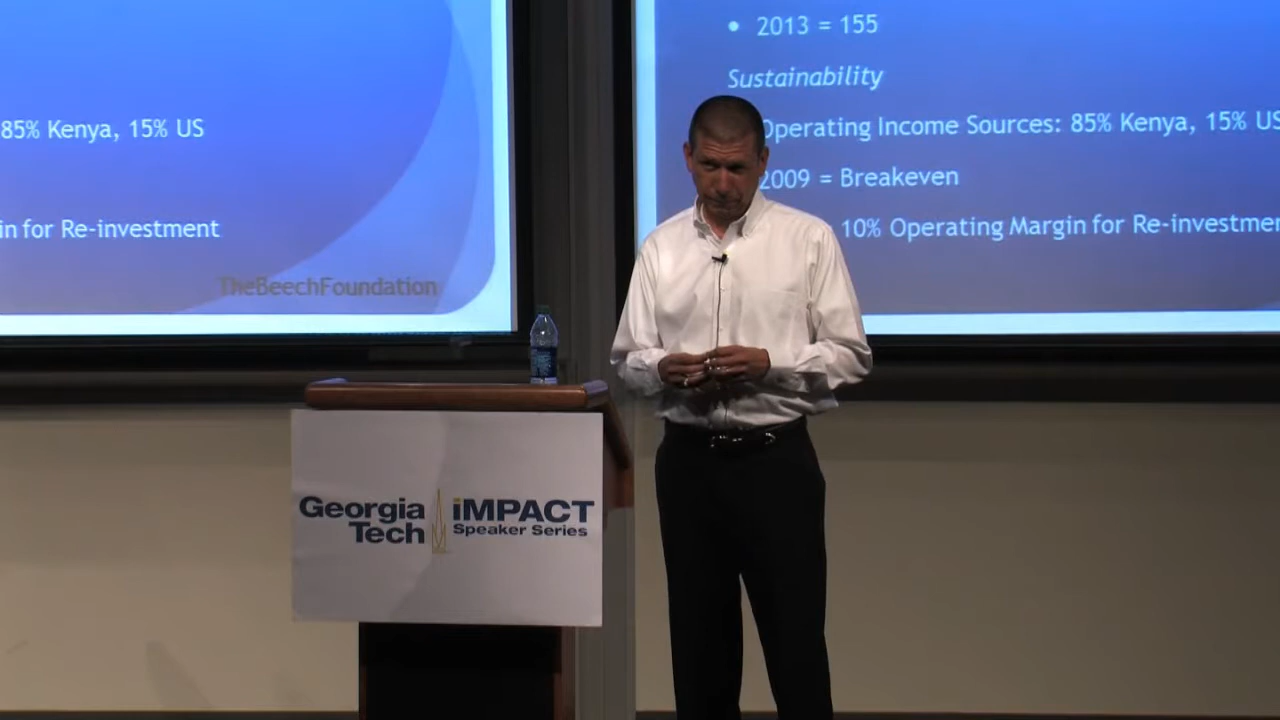 85% Kenya, 15% US
in for Re-investment
TheBeechFoundation
• 2013 = 155
Sustainability
Operating Income Sources: 85% Kenya, 15% US
2009 = Breakeven
10% Operating Margin for Re-investmen
Georgia Tech
iMPACT
Speaker Series